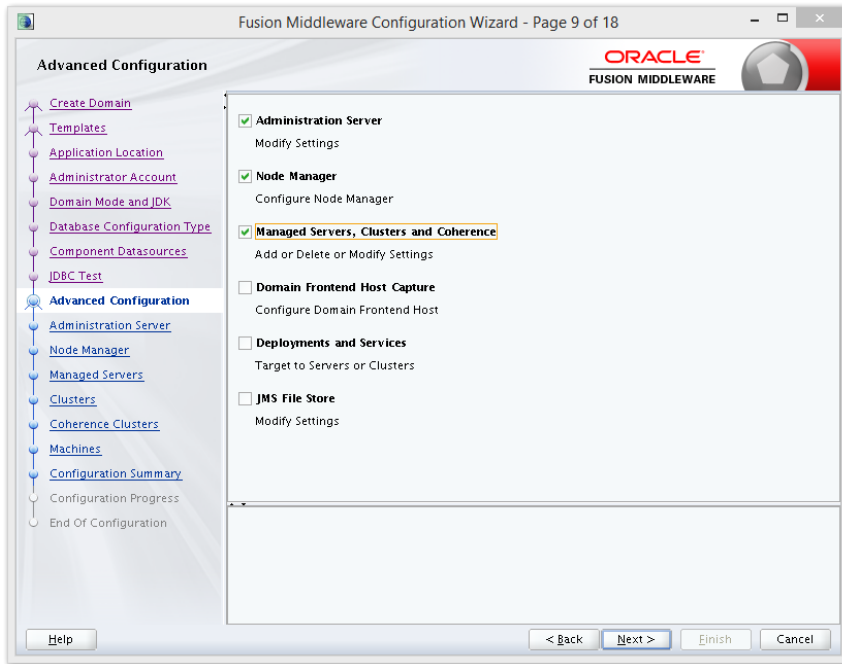 Fusion Middleware Configuration Wizard - Page 9 of 18
Advanced Configuration
ORACLE
FUSION MIDDLEWARE
Create Domain
Templates
Application Location
Administrator Account
Domain Mode and JDK
Database Configuration Type
Component Datasources
JDBC Test
Advanced Configuration
Administration Server
Node Manager
Managed Servers
Clusters
Coherence Clusters
Machines
Configuration Summary
Configuration Progress
End Of Configuration
Administration Server
Modify Settings
Node Manager
Configure Node Manager
Managed Servers, Clusters and Coherence
Add or Delete or Modify Settings
Domain Frontend Host Capture
Configure Domain Frontend Host
Deployments and Services
Target to Servers or Clusters
JMS File Store
Modify Settings
Help
< Back
Next >
Finish
Cancel